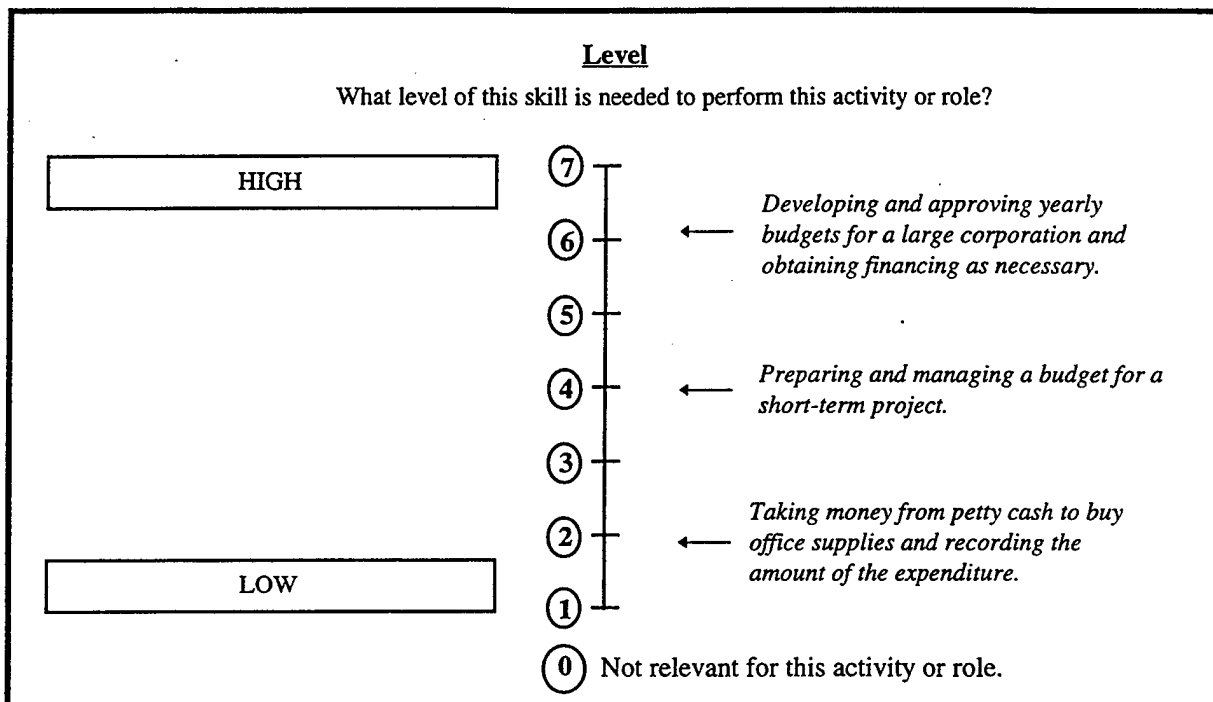 Level
What level of this skill is needed to perform this activity or role?
HIGH
7
Developing and approving yearly
budgets for a large corporation and
obtaining financing as necessary.
6
5
4
Preparing and managing a budget for a
short-term project.
3
Taking money from petty cash to buy
office supplies and recording the
amount of the expenditure.
2
LOW
1
0 Not relevant for this activity or role.